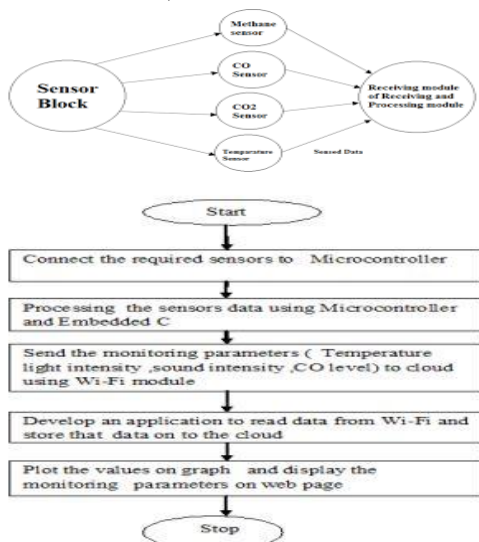 Methane
sensor
CO
Sensor
Sensor
Block
Receiving module
of Receiving and
Processing module
CO2
Sensor
Temperature
Sensor
Sensed Data
Start
Connect the required sensors to Microcontroller
Processing the sensors data using Microcontroller
and Embedded C
Send the monitoring parameters ( Temperature
light intensity ,sound intensity ,CO level) to cloud
using Wi-Fi module
Develop an application to read data from Wi-Fi and
store that data on to the cloud
Plot the values on graph and display the
monitoring parameters on web page
Stop